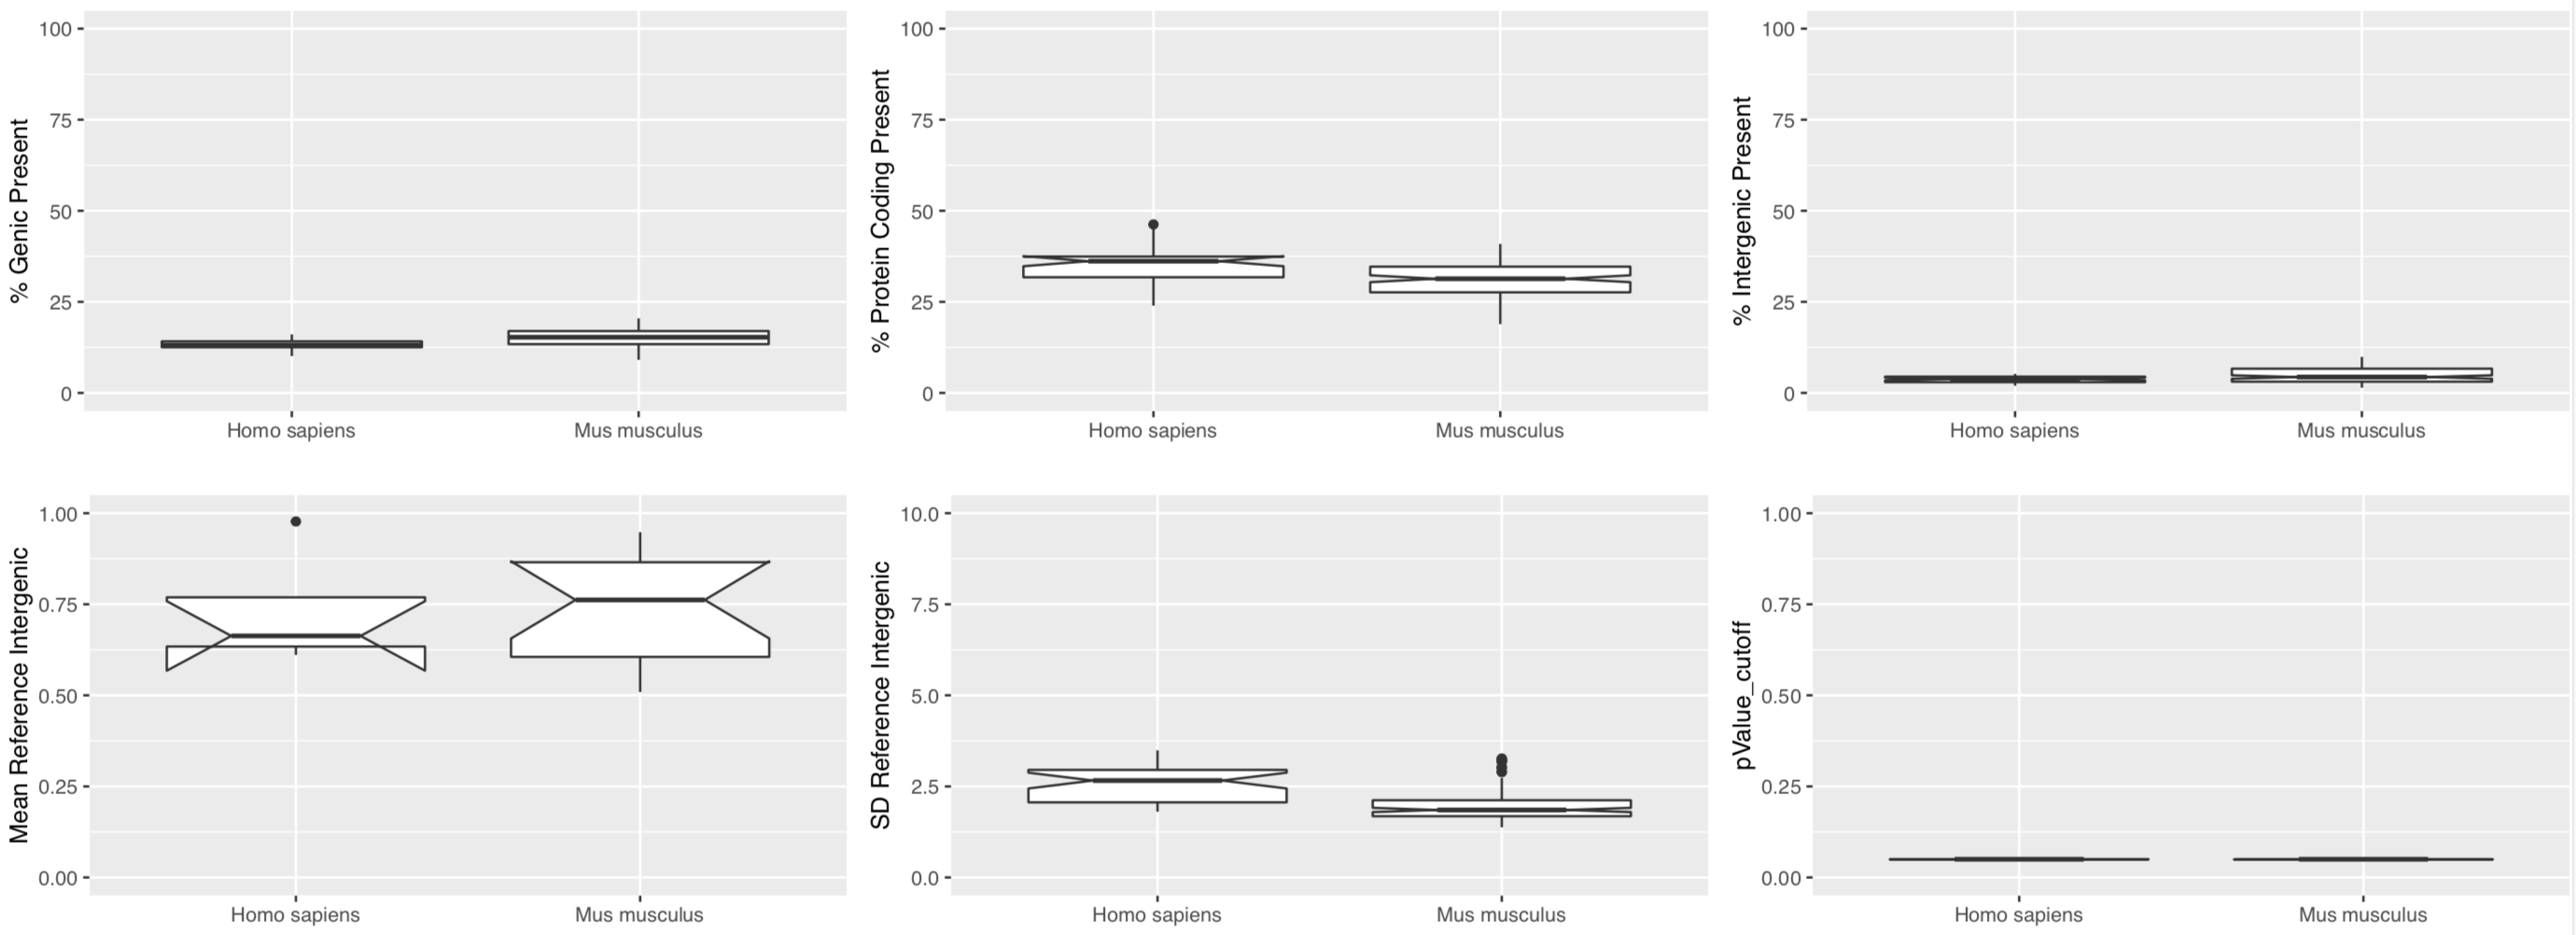 % Genic Present
100
75
50
25
0
Homo sapiens Mus musculus
% Protein Coding Present
100
75
50
25
0
Homo sapiens Mus musculus
% Intergenic Present
100
75
50
25
0
Homo sapiens Mus musculus
Mean Reference Intergenic
1.00
0.75
0.50
0.25
0.00
Homo sapiens Mus musculus
SD Reference Intergenic
10.0
7.5
5.0
2.5
0.0
Homo sapiens Mus musculus
pValue_cutoff
1.00
0.75
0.50
0.25
0.00
Homo sapiens Mus musculus